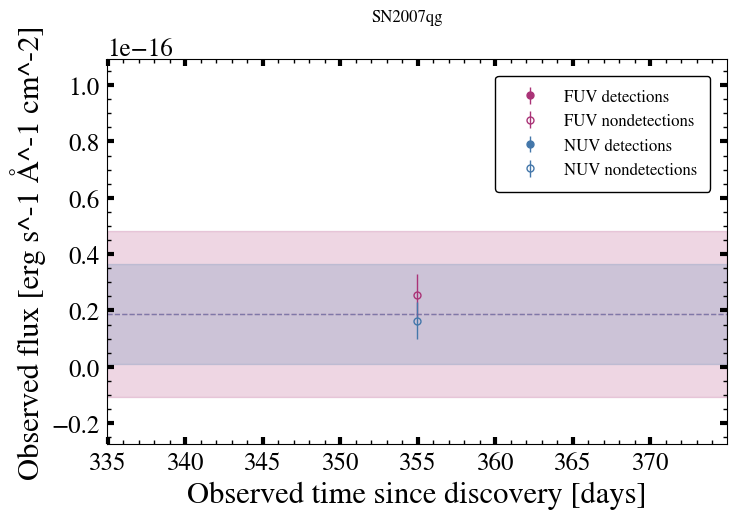 SN2007qg
1e−16
Observed flux [erg s^-1 Å^-1 cm^-2]
1.0
0.8
0.6
0.4
0.2
0.0
−0.2
FUV detections
FUV nondetections
NUV detections
NUV nondetections
335 340 345 350 355 360 365 370
Observed time since discovery [days]